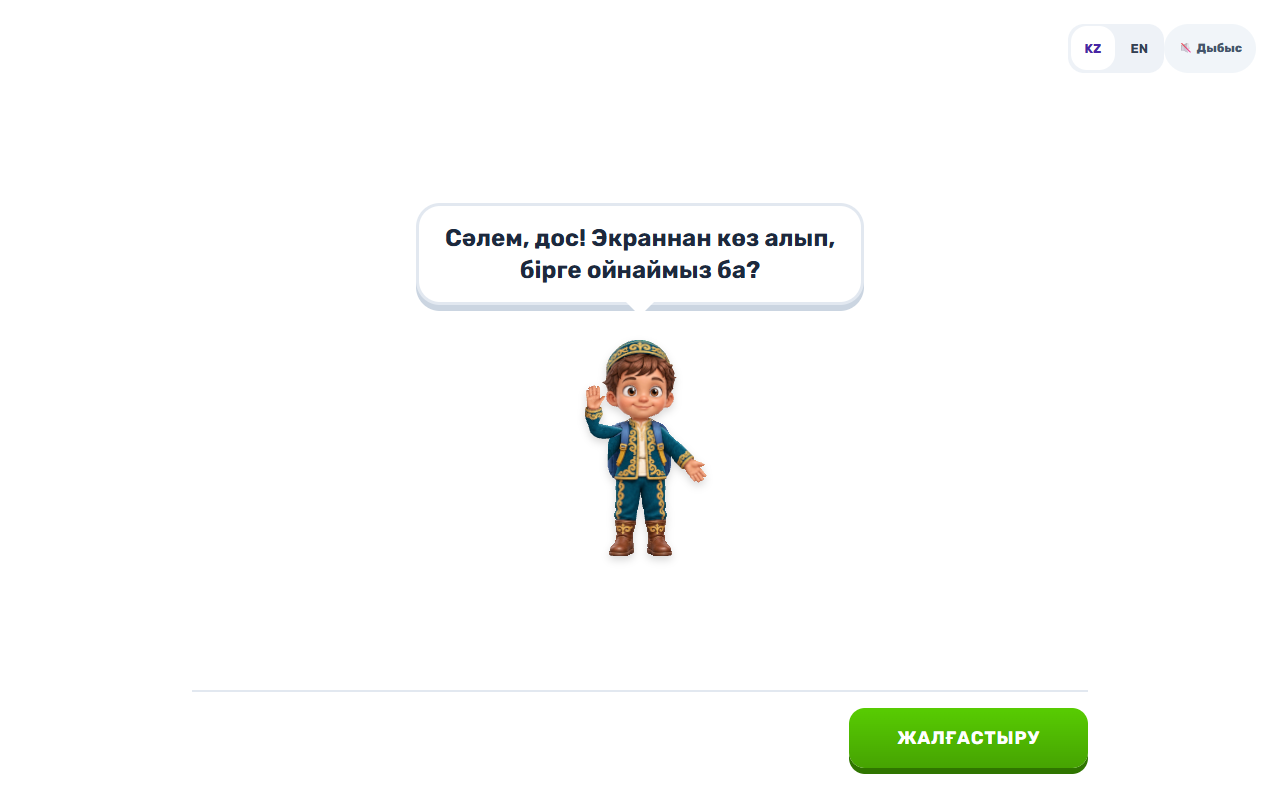 KZ
EN
Дыбыс
Сәлем, дос! Экраннан көз алып,
бірге ойнаймыз ба?
ЖАЛҒАСТЫРУ